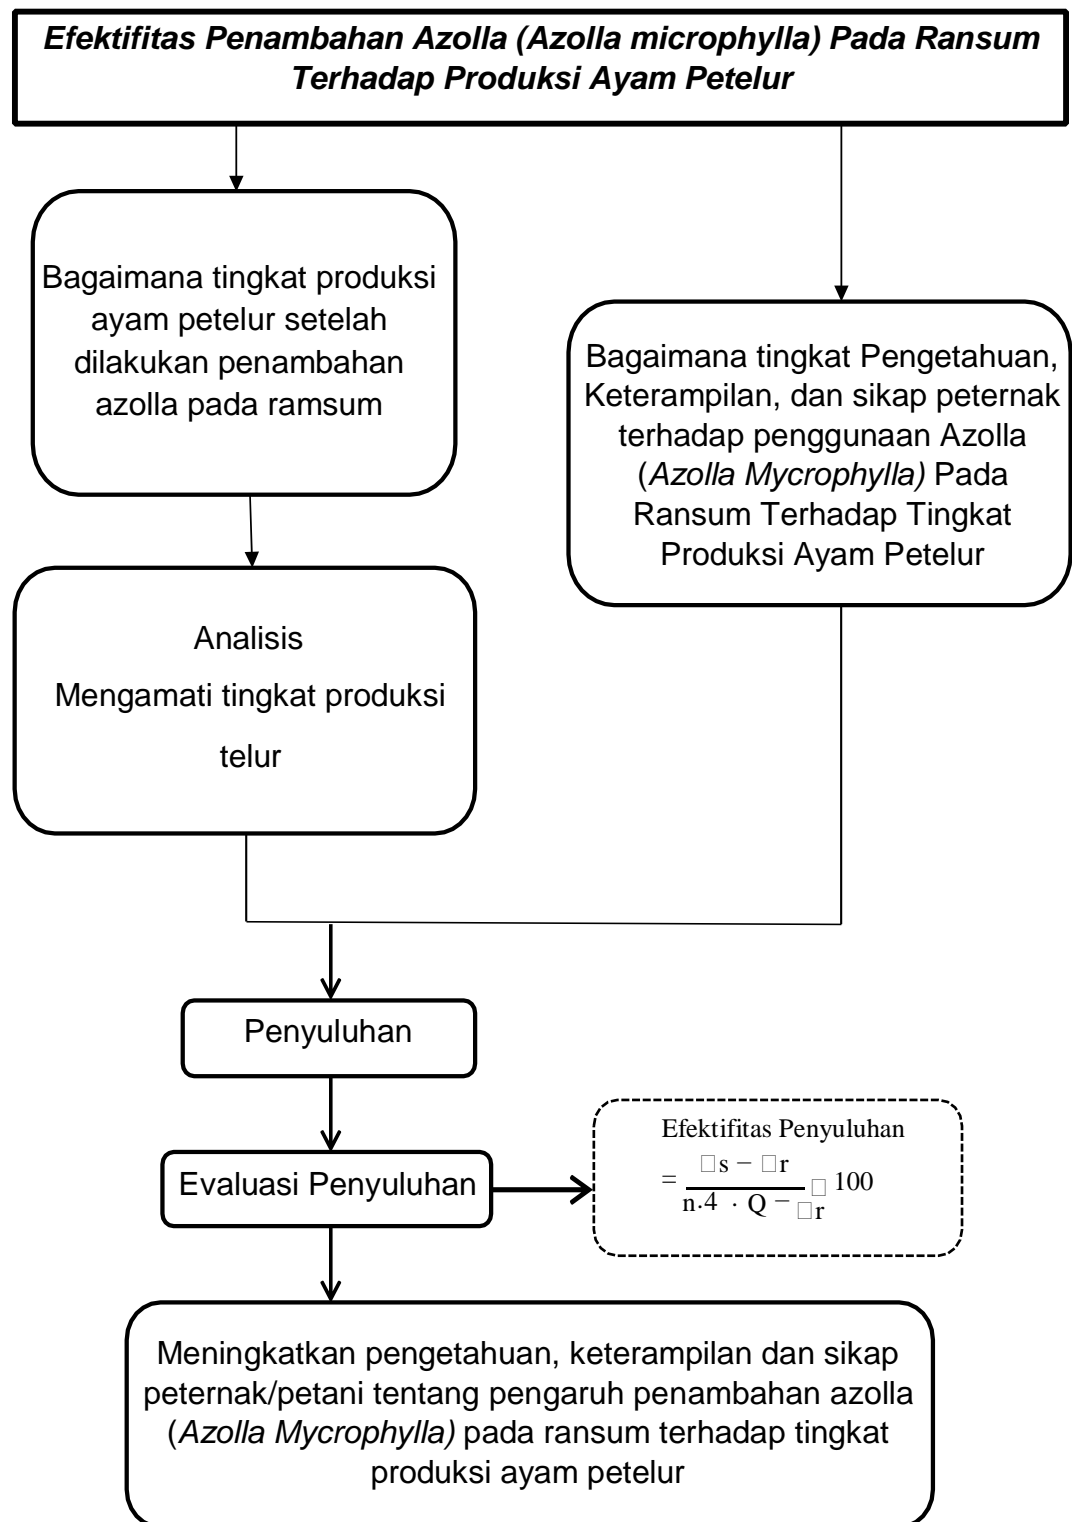 Efektifitas Penambahan Azolla (Azolla microphylla) Pada Ransum
Terhadap Produksi Ayam Petelur
Bagaimana tingkat produksi
ayam petelur setelah
dilakukan penambahan
azolla pada ramsum
Bagaimana tingkat Pengetahuan,
Keterampilan, dan sikap peternak
terhadap penggunaan Azolla
(Azolla Mycrophylla) Pada
Ransum Terhadap Tingkat
Produksi Ayam Petelur
Analisis
Mengamati tingkat produksi
telur
Penyuluhan
Evaluasi Penyuluhan
Efektifitas Penyuluhan
□s − □r
= □ 100
n.4 · Q − □r
Meningkatkan pengetahuan, keterampilan dan sikap
peternak/petani tentang pengaruh penambahan azolla
(Azolla Mycrophylla) pada ransum terhadap tingkat
produksi ayam petelur